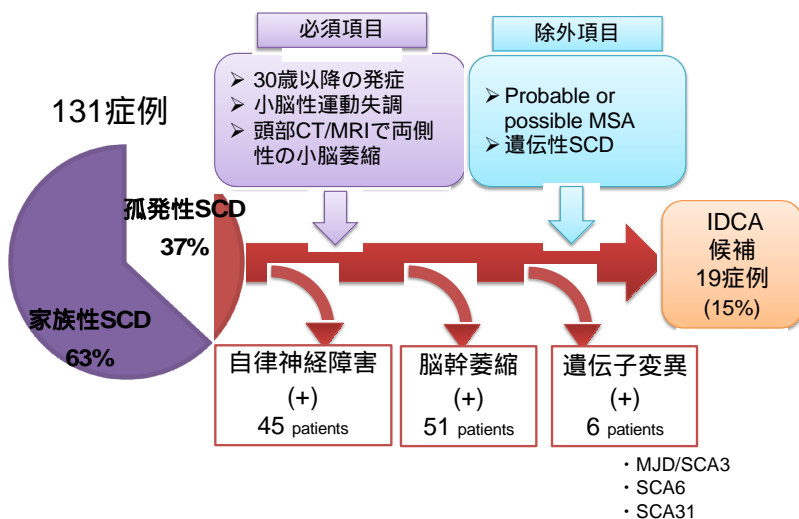 必須項目
除外項目
131症例
➢ 30歳以降の発症
➢ 小脳性運動失調
➢ 頭部CT/MRIで両側
性の小脳萎縮
➢ Probable or
possible MSA
➢ 遺伝性SCD
孤発性SCD
37%
家族性SCD
63%
IDCA
候補
19症例
(15%)
自律神経障害
(+)
45 patients
脳幹萎縮
(+)
51 patients
遺伝子変異
(+)
6 patients
・MJD/SCA3
・SCA6
・SCA31